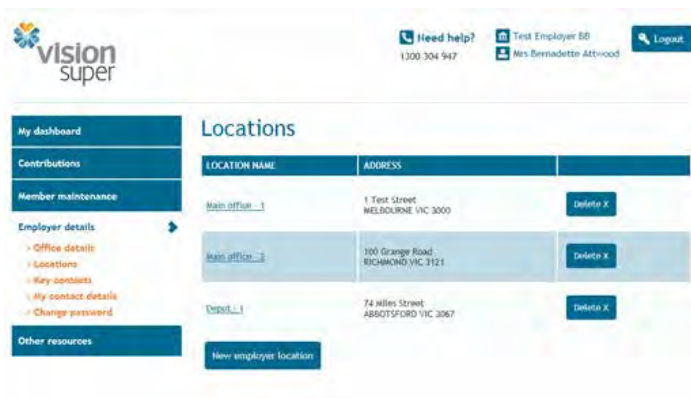 vision
super
Need help?
1300 304 947
Test Employer BB
Mrs Bernadette Attwood
Logout
My dashboard
Contributions
Member maintenance
Employer details
› Office details
› Locations
› Key contacts
› My contact details
› Change password
Other resources
Locations
LOCATION NAME ADDRESS
Main office - 1
1 Test Street
MELBOURNE VIC 3000
Delete X
Main office - 2
100 Grange Road
RICHMOND VIC 3121
Delete X
Depot - 1
74 Miles Street
ABBOTSFORD VIC 3067
Delete X
New employer location